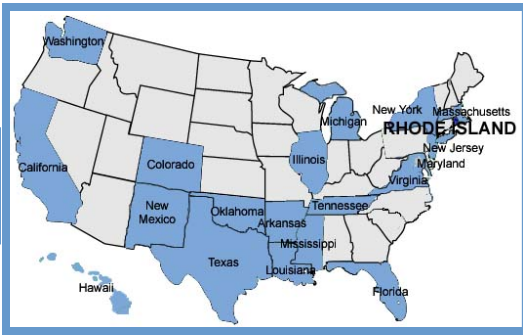 Washington
New York
Massachusetts
Michigan
RHODE ISLAND
New Jersey
Illinois
Maryland
California
Colorado
Virginia
New
Mexico
Oklahoma
Arkansas
Tennessee
Mississippi
Texas
Louisiana
Hawaii
Florida